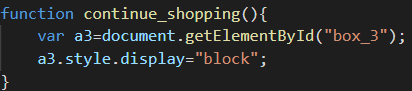 function continue_shopping(){
    var a3=document.getElementById("box_3");
    a3.style.display="block";
}